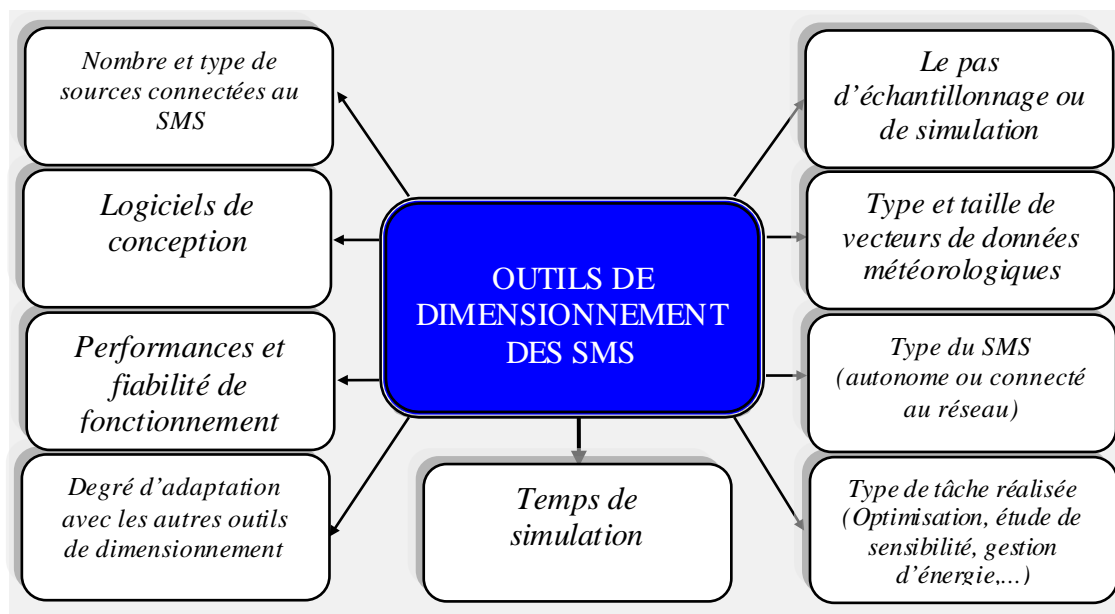 Nombre et type de
sources connectées au
SMS
Logiciels de
conception
Performances et
fiabilité de
fonctionnement
Degré d'adaptation
avec les autres outils
de dimensionnement
OUTILS DE
DIMENSIONNEMENT
DES SMS
Temps de
simulation
Le pas
d'échantillonnage ou
de simulation
Type et taille de
vecteurs de données
météorologiques
Type du SMS
(autonome ou connecté
au réseau)
Type de tâche réalisée
(Optimisation, étude de
sensibilité, gestion
d'énergie,...)